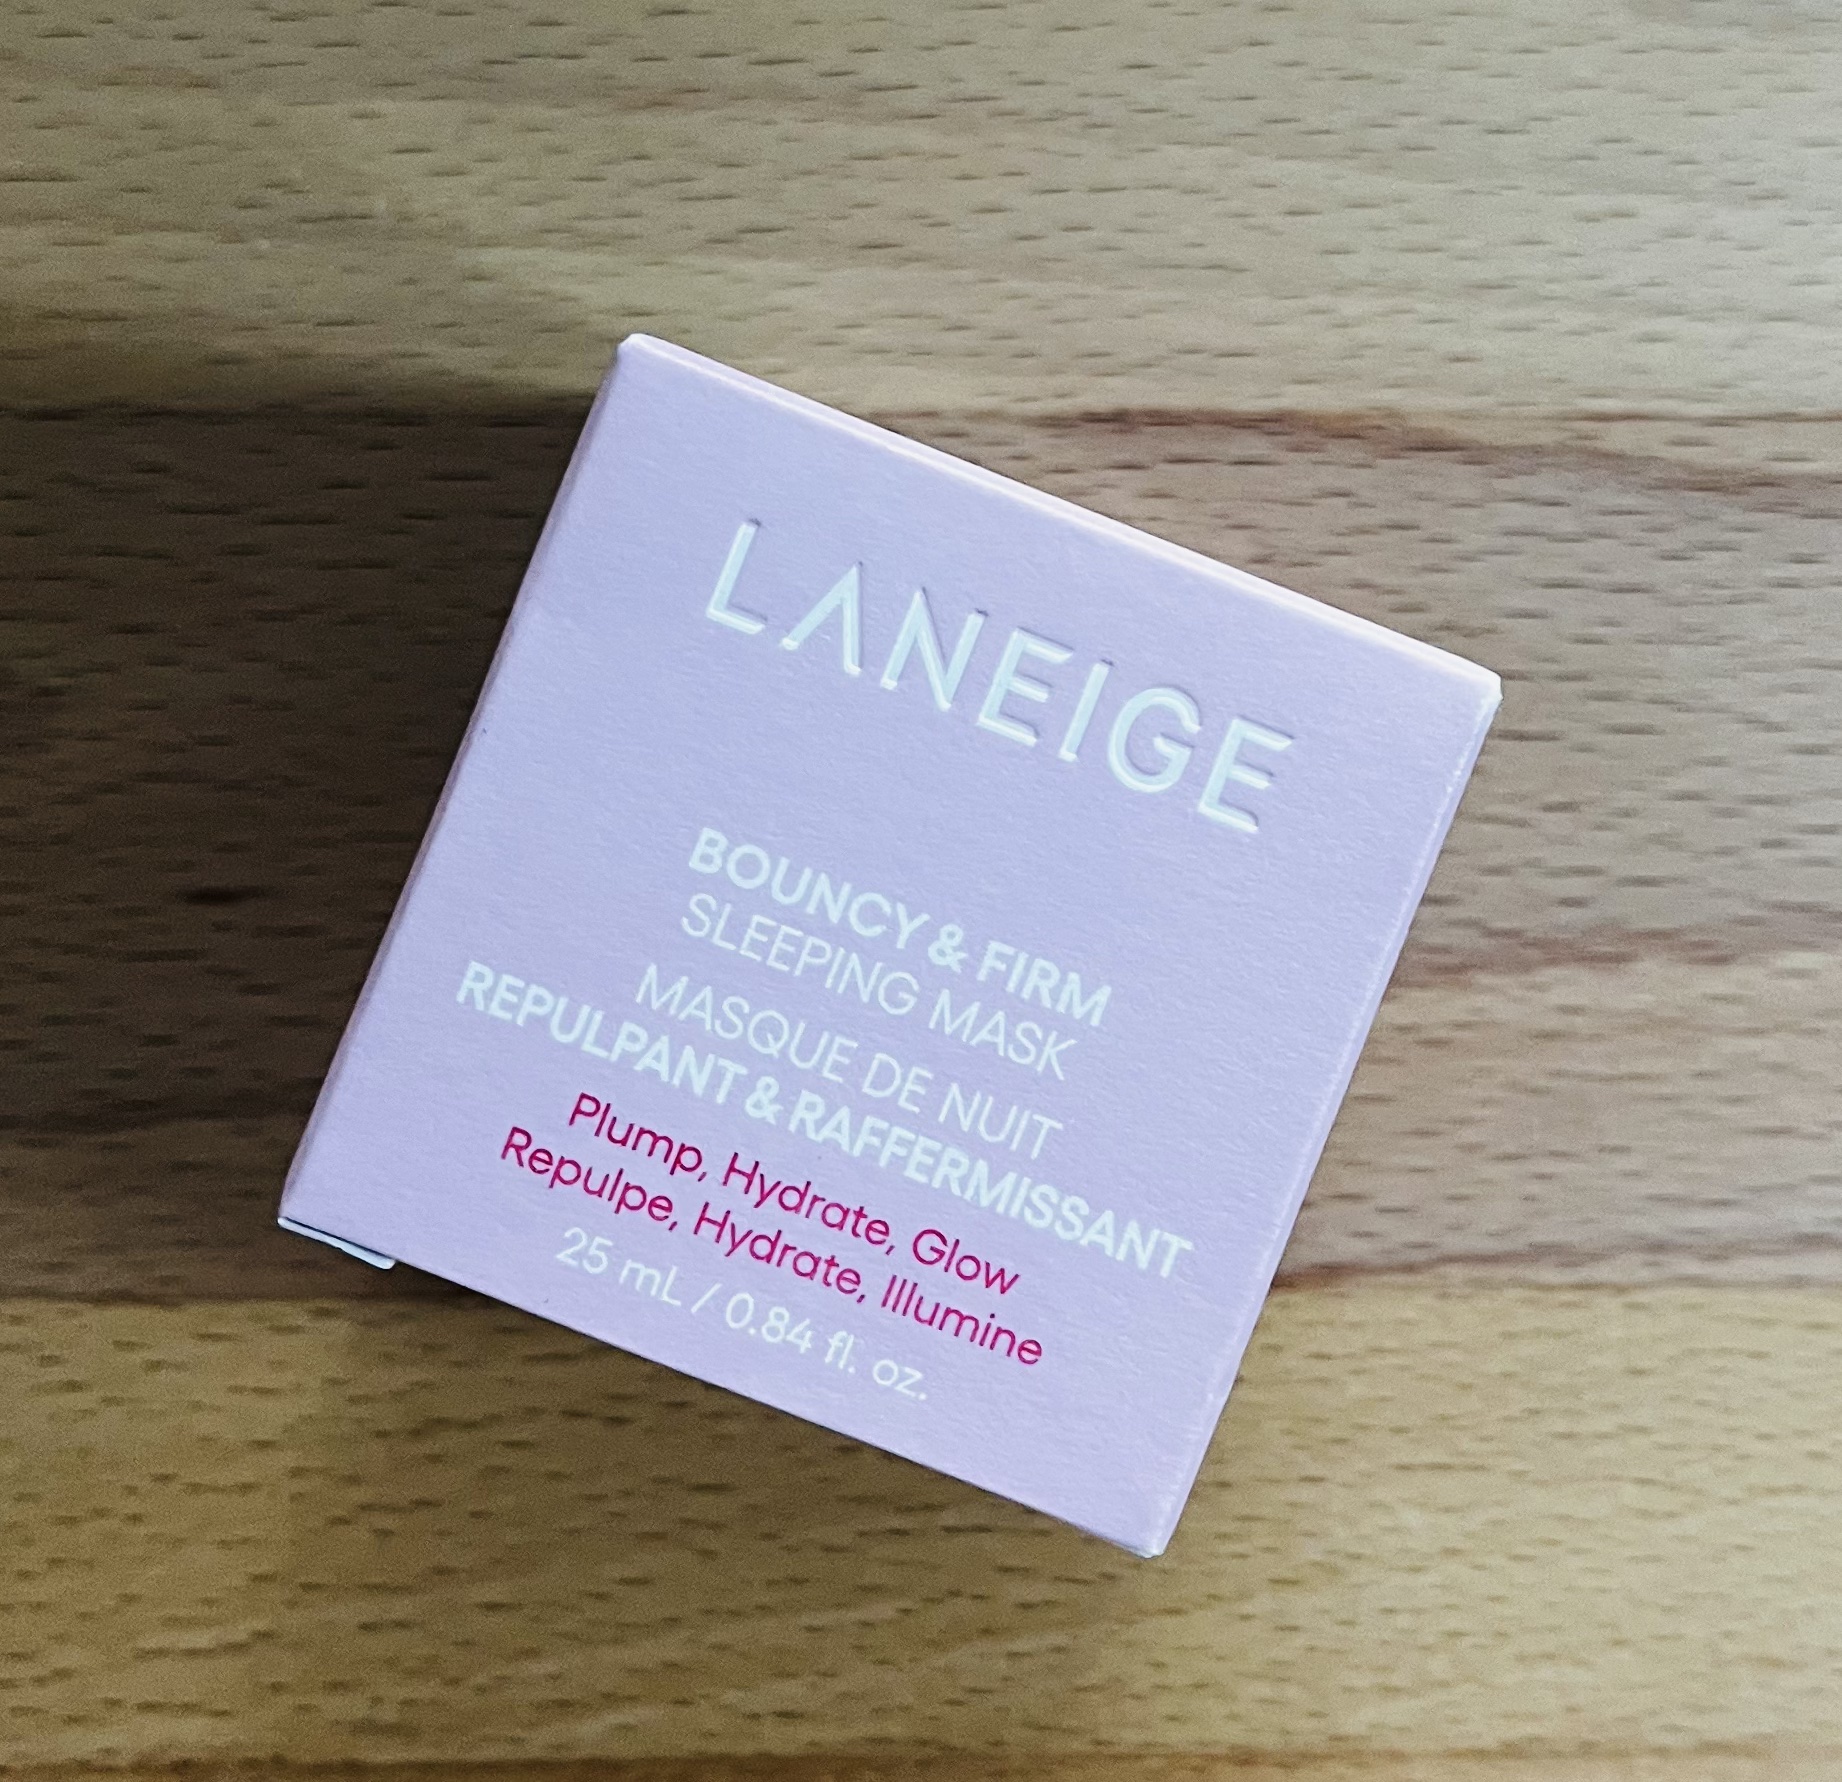 LANEIGE
BOUNCY & FIRM
SLEEPING MASK
MASQUE DE NUIT
REPULPANT & RAFFERMISSANT
Plump, Hydrate, Glow
Repulpe, Hydrate, Illumine
25 mL / 0.84 fl. oz.